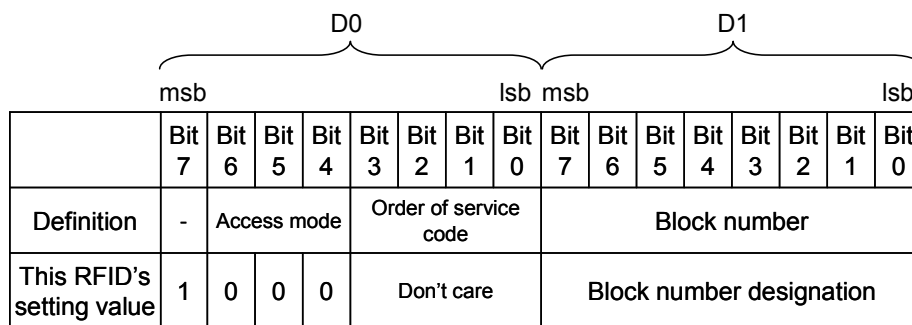 D0 D1
msb lsb msb lsb
Bit 7 Bit 6 Bit 5 Bit 4 Bit 3 Bit 2 Bit 1 Bit 0 Bit 7 Bit 6 Bit 5 Bit 4 Bit 3 Bit 2 Bit 1 Bit 0
Definition - Access mode Order of service code Block number
This RFID's setting value 1 0 0 0 Don't care Block number designation